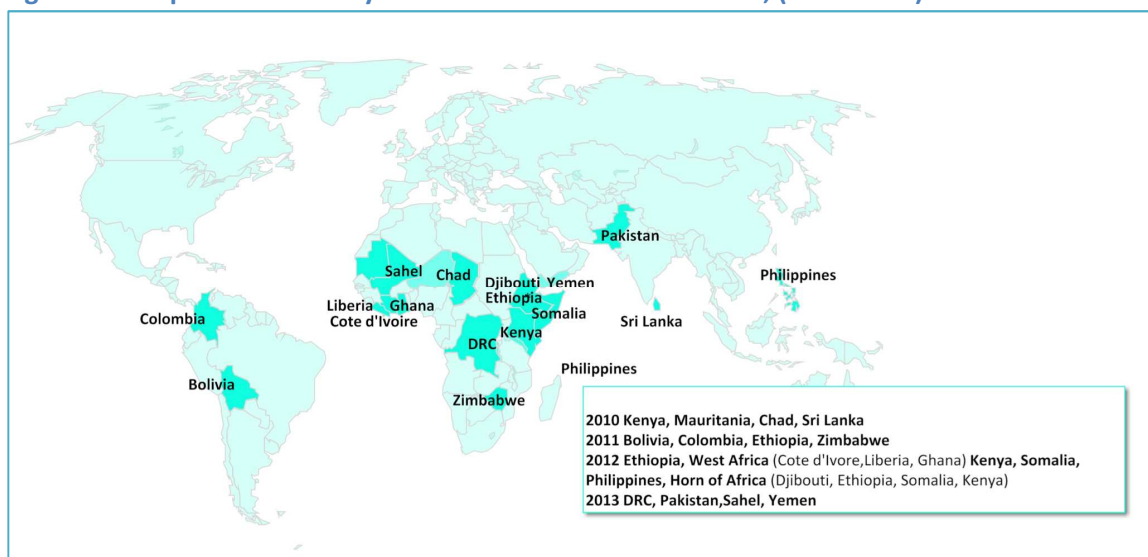 Pakistan
Sahel
Chad
Philippines
Djibouti Yemen
Ethiopia
Liberia
Ghana
Somalia
Colombia
Cote d'Ivoire
Sri Lanka
Kenya
DRC
Philippines
Bolivia
Zimbabwe
2010 Kenya, Mauritania, Chad, Sri Lanka
2011 Bolivia, Colombia, Ethiopia, Zimbabwe
2012 Ethiopia, West Africa (Cote d'Ivore,Liberia, Ghana) Kenya, Somalia,
Philippines, Horn of Africa (Djibouti, Ethiopia, Somalia, Kenya)
2013 DRC, Pakistan,Sahel, Yemen